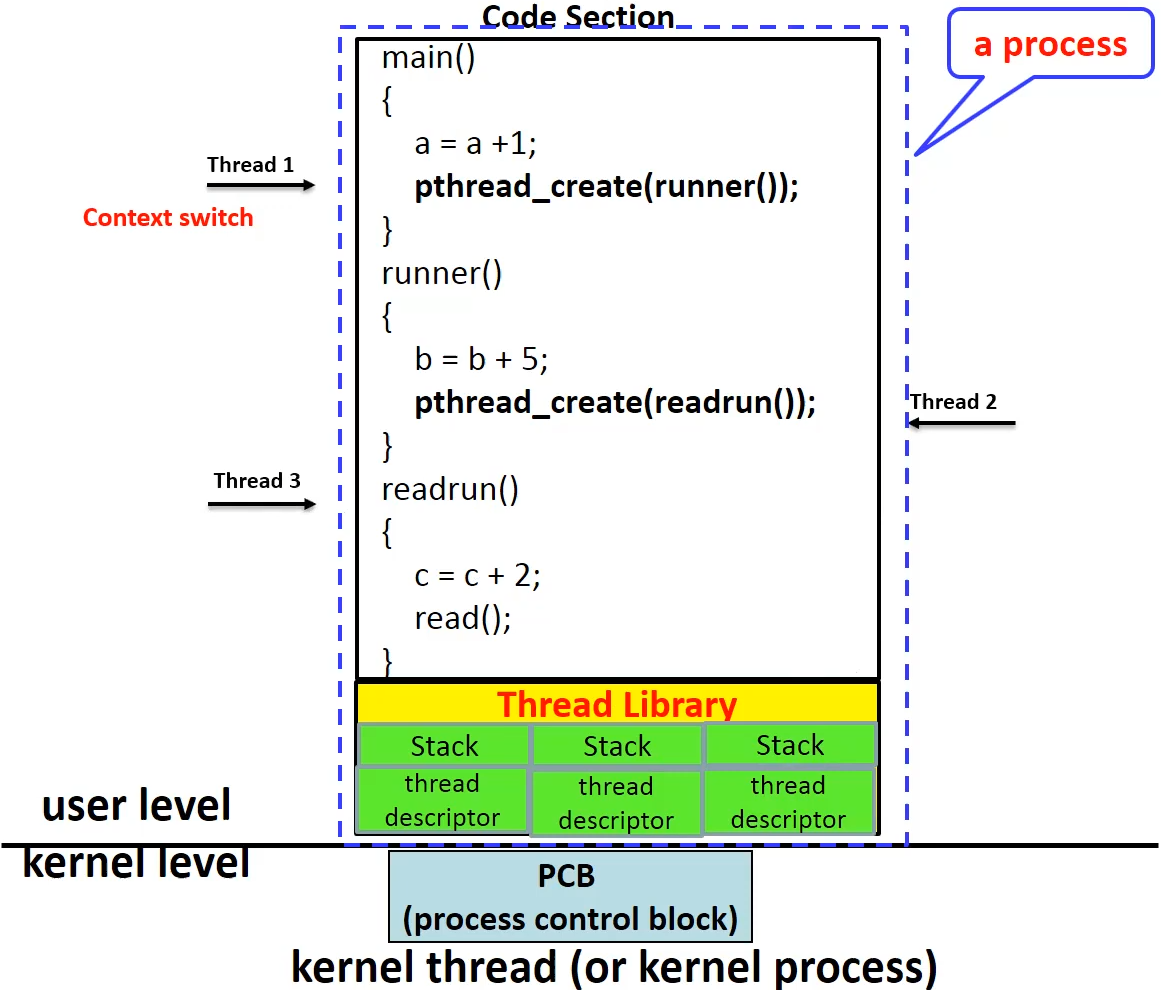 Code Section
a process
main()
{
a = a +1;
Thread 1
pthread_create(runner());
Context switch
}
runner()
{
b = b + 5;
pthread_create(readrun());
Thread 2
}
Thread 3
readrun()
{
c = c + 2;
read();
}
Thread Library
Stack Stack Stack
thread descriptor
thread descriptor
thread descriptor
user level
kernel level
PCB
(process control block)
kernel thread (or kernel process)